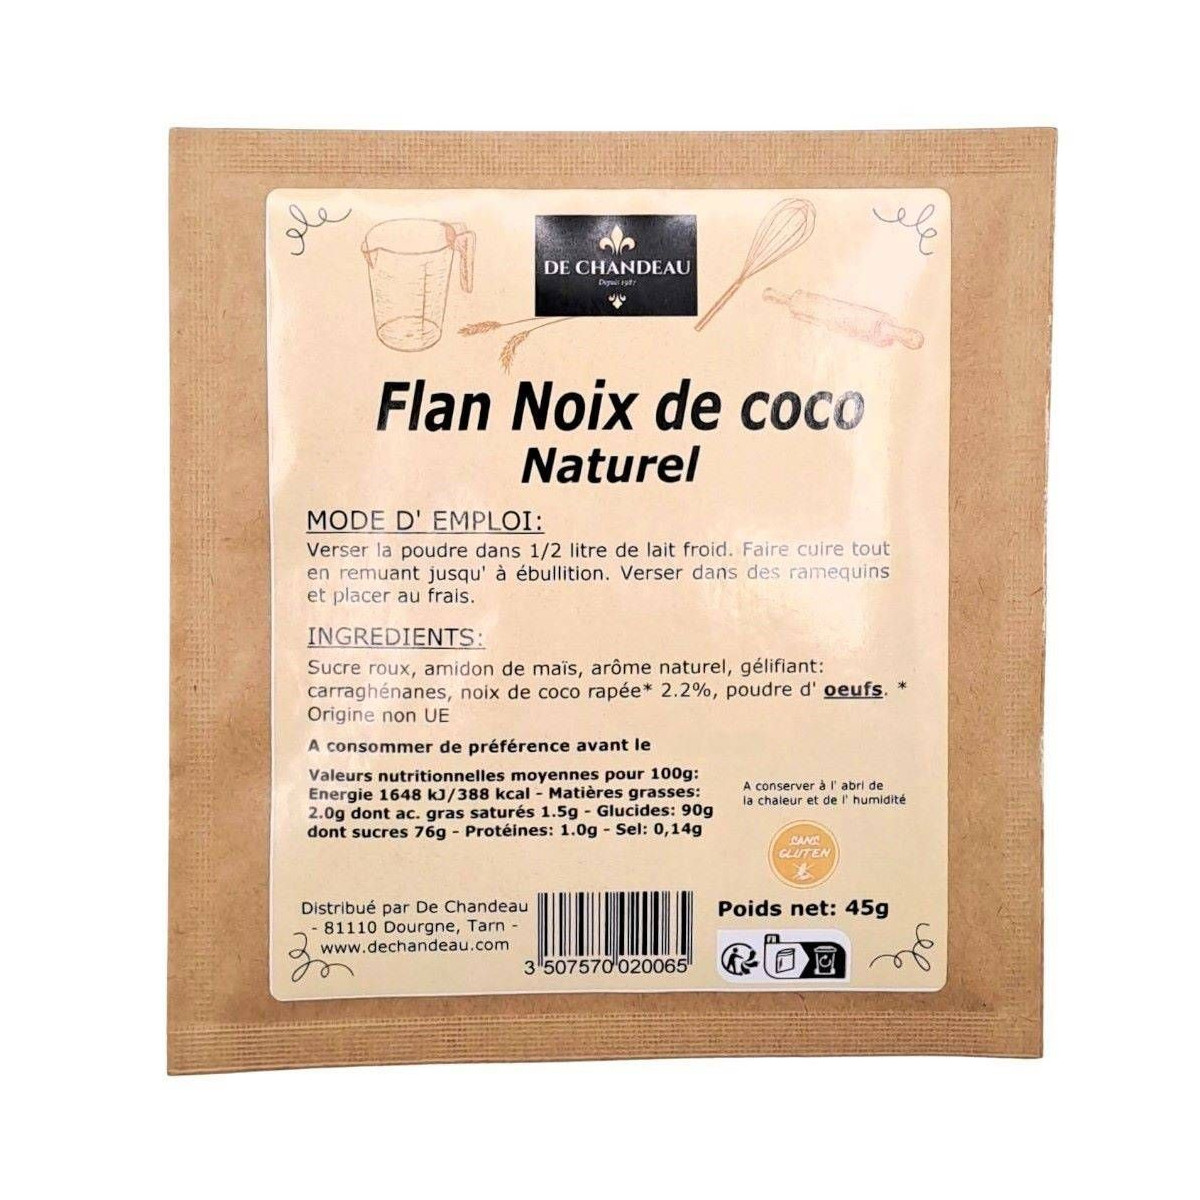 DE CHANDEAU
Depuis 1987
Flan Noix de coco
Naturel
MODE D' EMPLOI:
Verser la poudre dans 1/2 litre de lait froid. Faire cuire tout
en remuant jusqu' à ébullition. Verser dans des ramequins
et placer au frais.
INGREDIENTS:
Sucre roux, amidon de maïs, arôme naturel, gélifiant:
carraghénanes, noix de coco rapée* 2.2%, poudre d' oeufs. *
Origine non UE
A consommer de préférence avant le
Valeurs nutritionnelles moyennes pour 100g:
Energie 1648 kJ/388 kcal - Matières grasses:
2.0g dont ac. gras saturés 1.5g - Glucides: 90g
dont sucres 76g - Protéines: 1.0g - Sel: 0,14g
A conserver à l' abri de
la chaleur et de l' humidité
SANS
GLUTEN
Distribué par De Chandeau
- 81110 Dourgne, Tarn -
www.dechandeau.com
3 507570 020065
Poids net: 45g